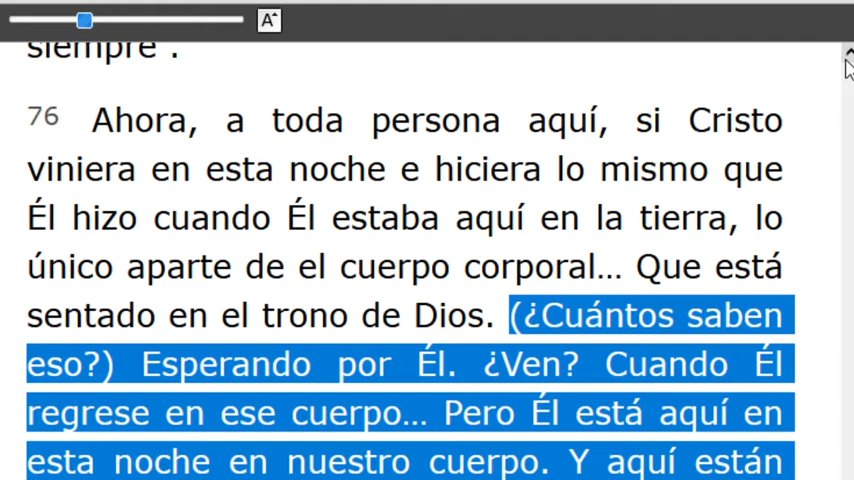 A
siempre”.
76 Ahora, a toda persona aquí, si Cristo
viniera en esta noche e hiciera lo mismo que
Él hizo cuando Él estaba aquí en la tierra, lo
único aparte de el cuerpo corporal… Que está
sentado en el trono de Dios. (¿Cuántos saben
eso?) Esperando por Él. ¿Ven? Cuando Él
regrese en ese cuerpo… Pero Él está aquí en
esta noche en nuestro cuerpo. Y aquí están